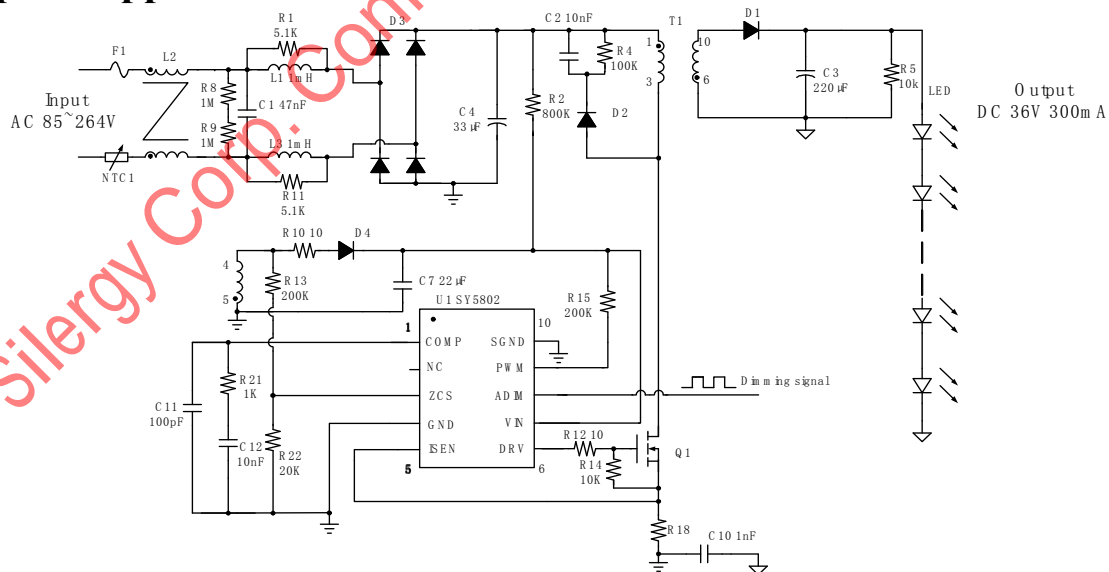 Silergy Corp.
F1
L2
R1
5.1K
L1 1mH
D3
C2 10nF
R4
100K
T1
1
3
10
6
D1
Input
AC 85~264V
R8
1M
R9
1M
C1 47nF
L3 1mH
R11
5.1K
NTC1
C4
33μF
R2
800K
D2
C3
220μF
R5
10k
LED
Output
DC 36V 300mA
R10 10
D4
4
5
R13
200K
C7 22μF
R15
200K
U1 SY5802
1
10
COMP
SGND
NC
PWM
ZCS
ADIM
GND
VIN
ISEN
DRV
5
6
Dimming signal
R21
1K
C11
100pF
C12
10nF
R22
20K
R12 10
R14
10K
Q1
R18
C10 1nF